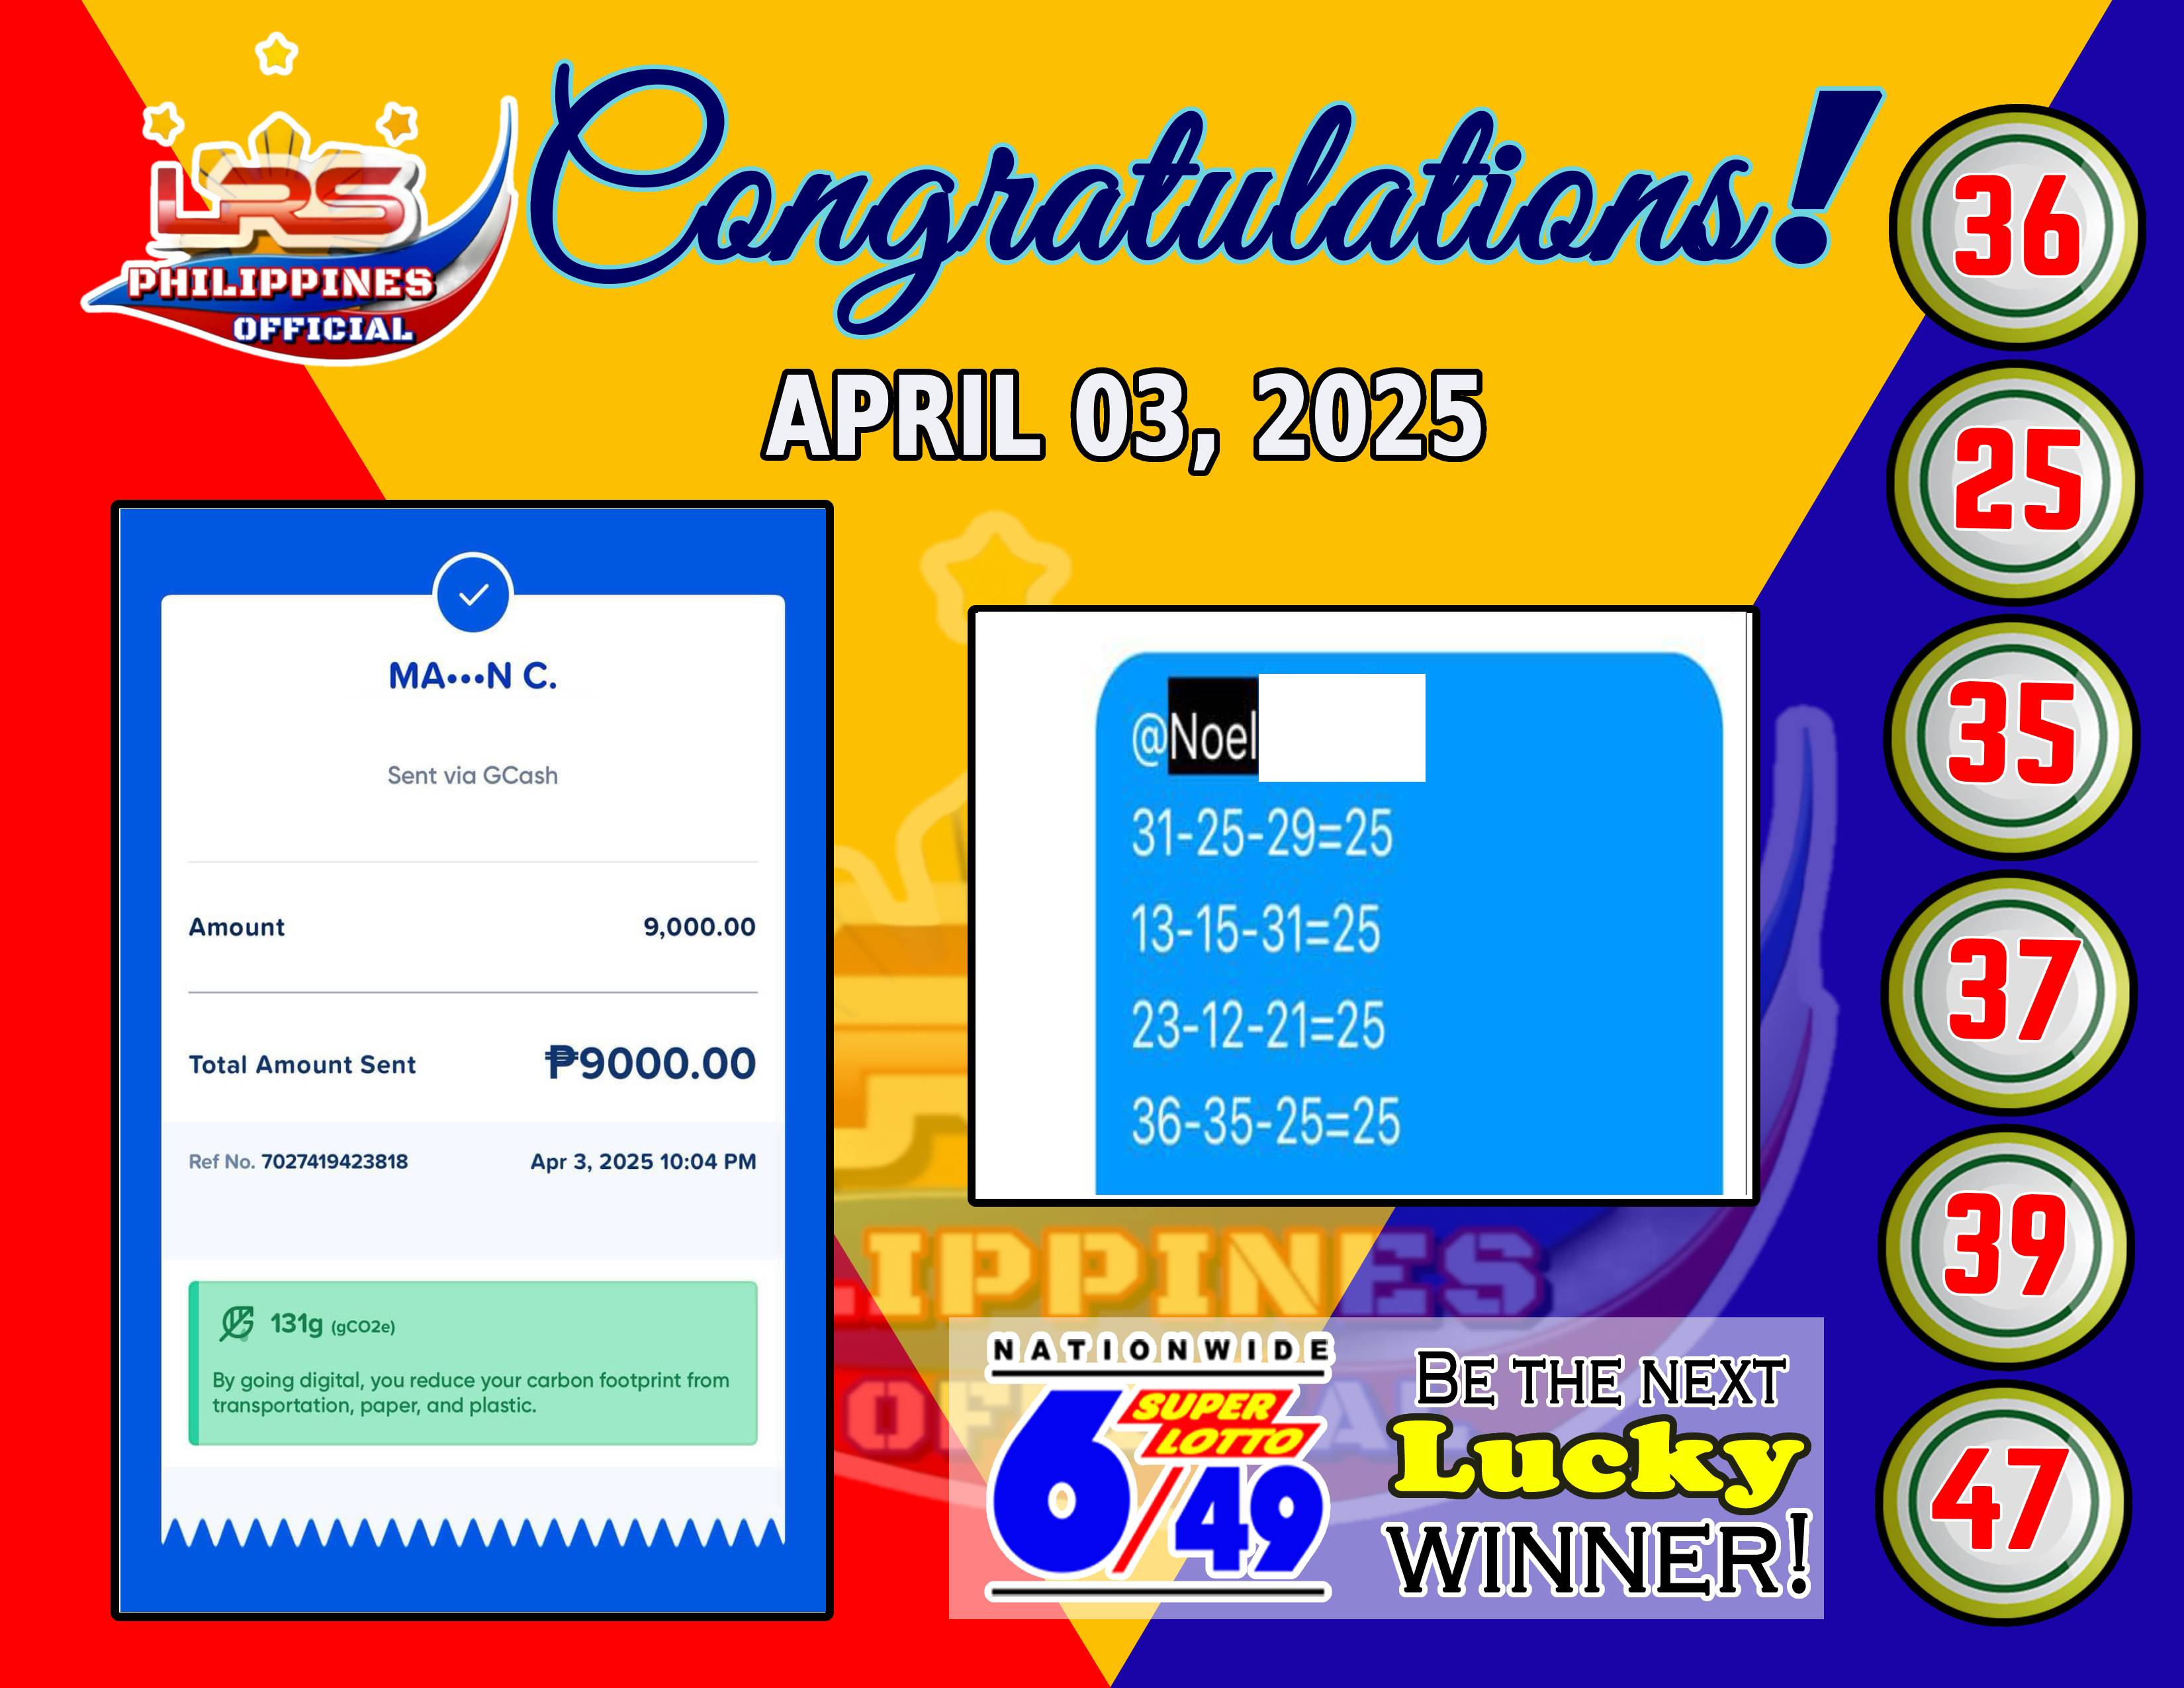 LRS
PHILIPPINES
OFFICIAL
Congratulations!
APRIL 03, 2025
MA•••N C.
Sent via GCash
Amount 9,000.00
Total Amount Sent ₱9000.00
Ref No. 7027419423818 Apr 3, 2025 10:04 PM
131g (gCO2e)
By going digital, you reduce your carbon footprint from
transportation, paper, and plastic.
@Noel
31-25-29=25
13-15-31=25
23-12-21=25
36-35-25=25
IPPINES
NATIONWIDE
SUPER
LOTTO
6/49
BE THE NEXT
Lucky
WINNER!
36
25
35
37
39
47